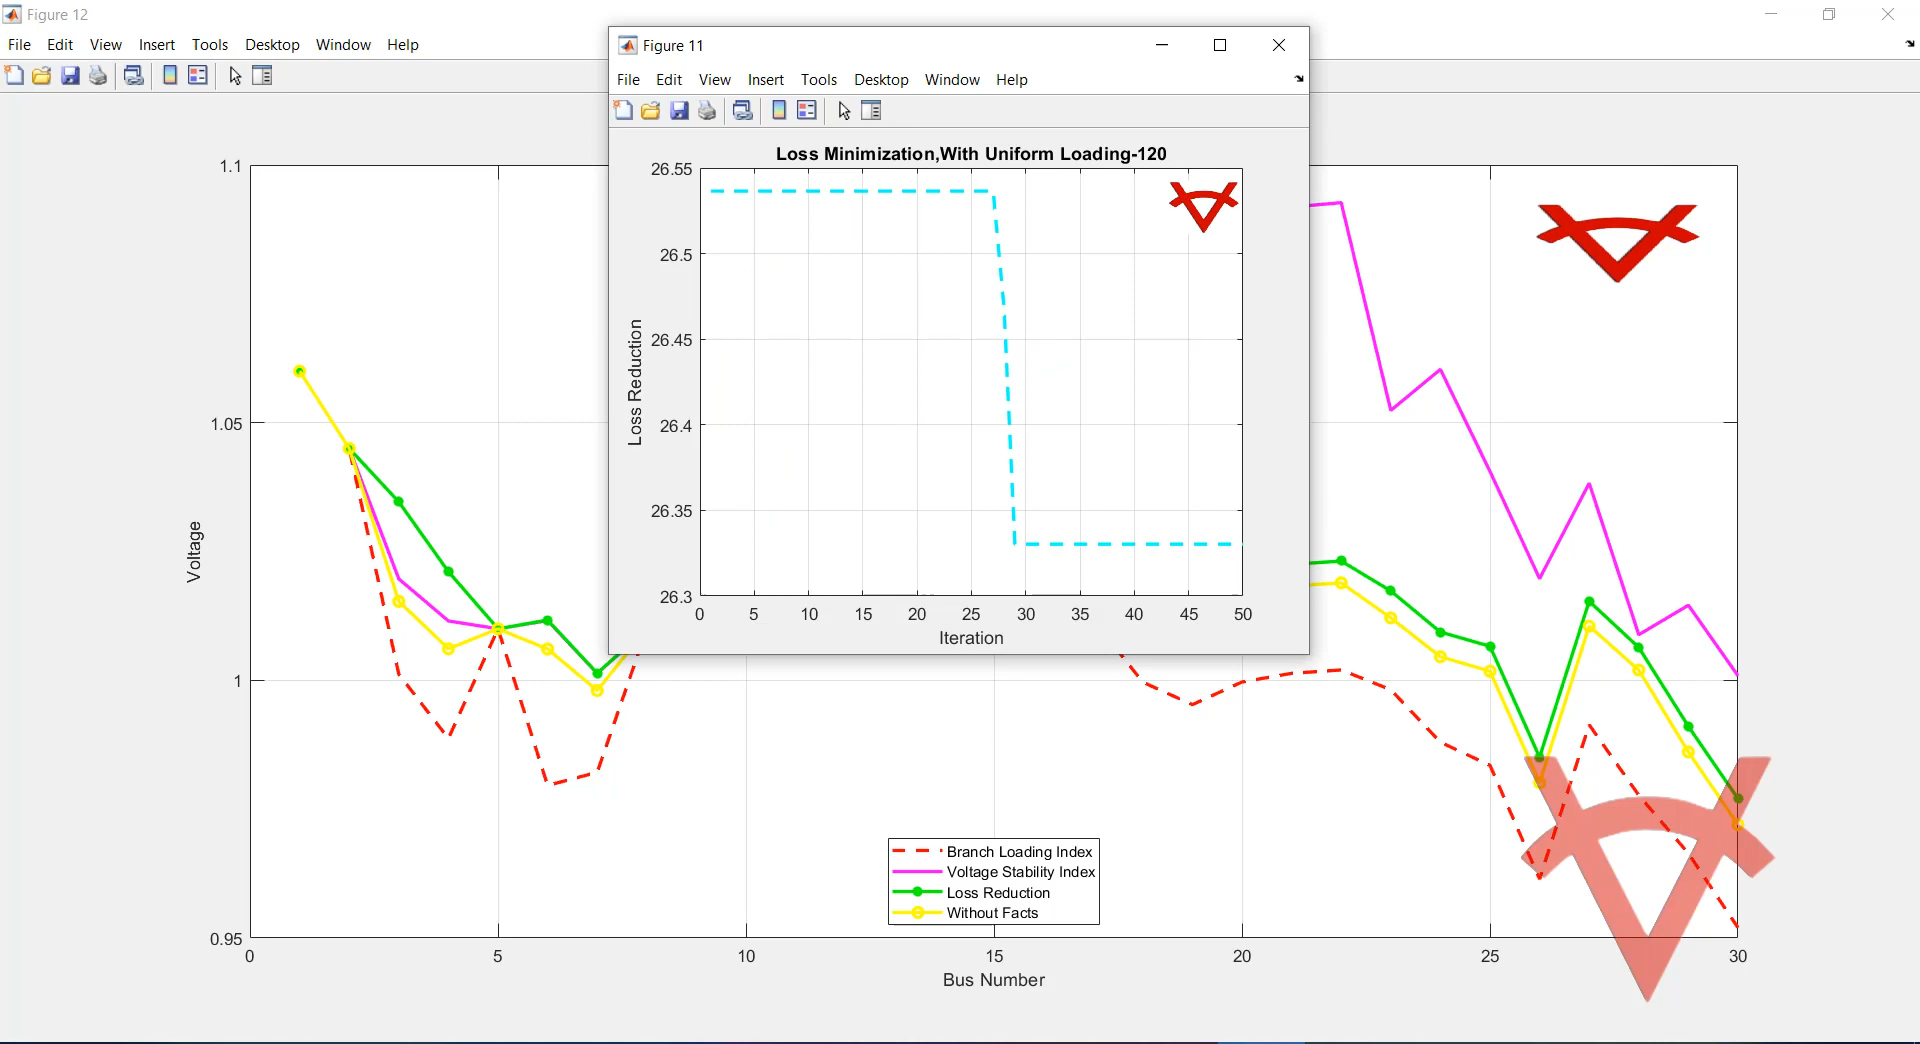 Figure 12
File Edit View Insert Tools Desktop Window Help
Figure 11
File Edit View Insert Tools Desktop Window Help
Loss Minimization,With Uniform Loading-120
26.55
26.5
26.45
26.4
26.35
26.3
Loss Reduction
0 5 10 15 20 25 30 35 40 45 50
Iteration
1.1
1.05
1
0.95
Voltage
Branch Loading Index
Voltage Stability Index
Loss Reduction
Without Facts
0 5 10 15 20 25 30
Bus Number